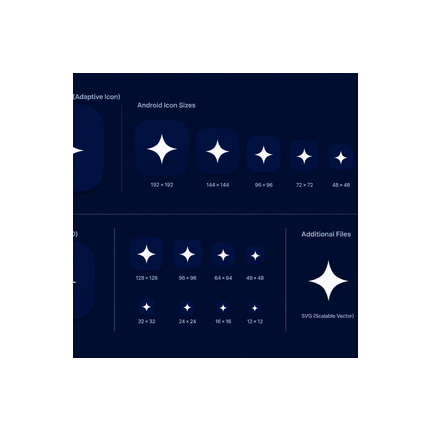 (Adaptive Icon)
Android Icon Sizes
192 × 192
144 × 144
96 × 96
72 × 72
48 × 48
Additional Files
128 × 128
96 × 96
64 × 64
48 × 48
32 × 32
24 × 24
16 × 16
12 × 12
SVG (Scalable Vector)